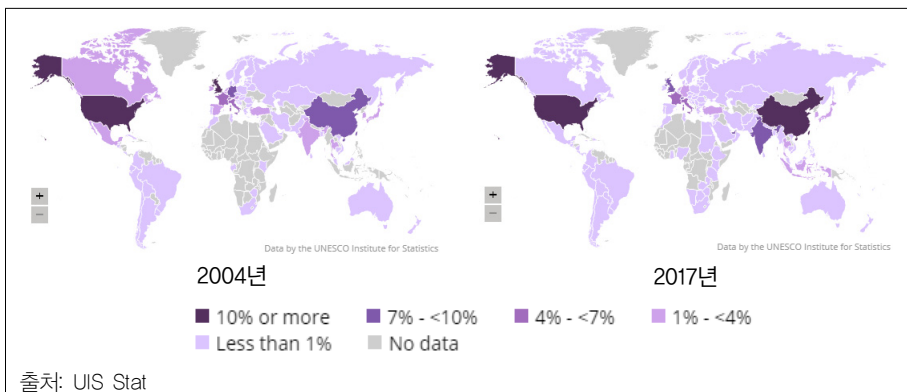 +
−
Data by the UNESCO Institute for Statistics
+
−
Data by the UNESCO Institute for Statistics
2004년
2017년
10% or more
7% - <10%
4% - <7%
1% - <4%
Less than 1%
No data
출처: UIS Stat